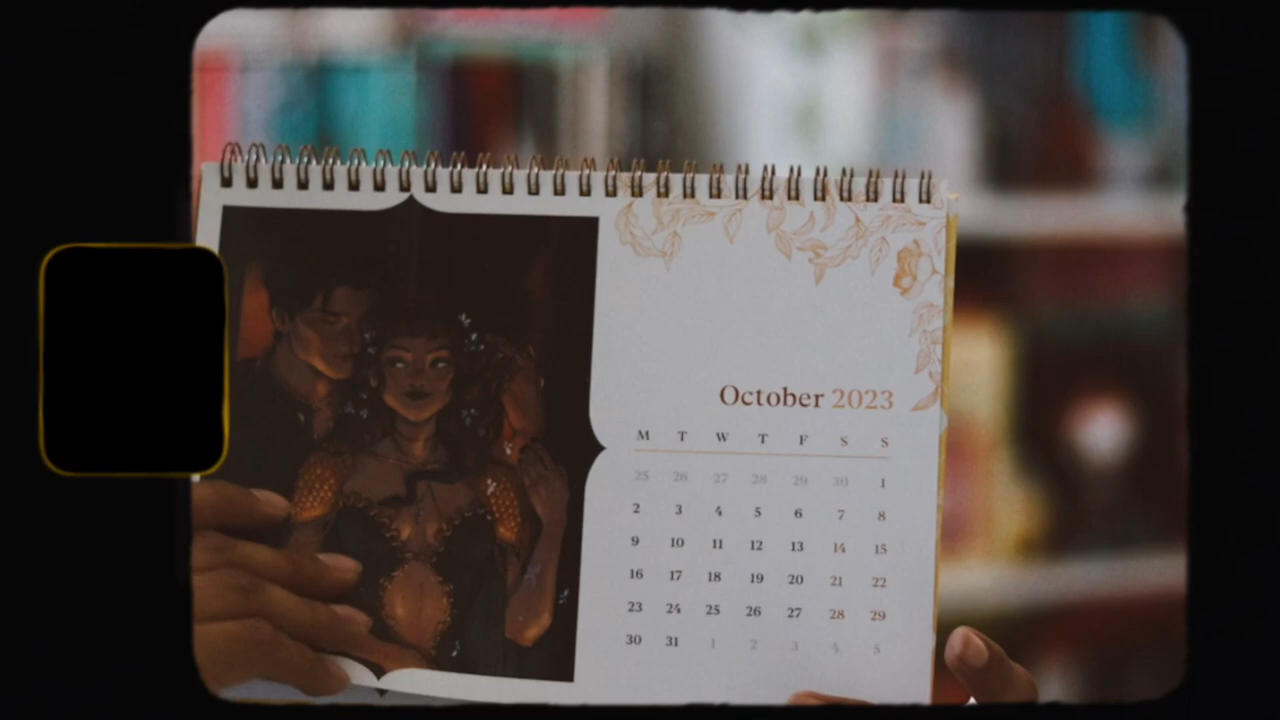 October 2023
M T W T F S S
25 26 27 28 29 30 1
2 3 4 5 6 7 8
9 10 11 12 13 14 15
16 17 18 19 20 21 22
23 24 25 26 27 28 29
30 31 1 2 3 4 5